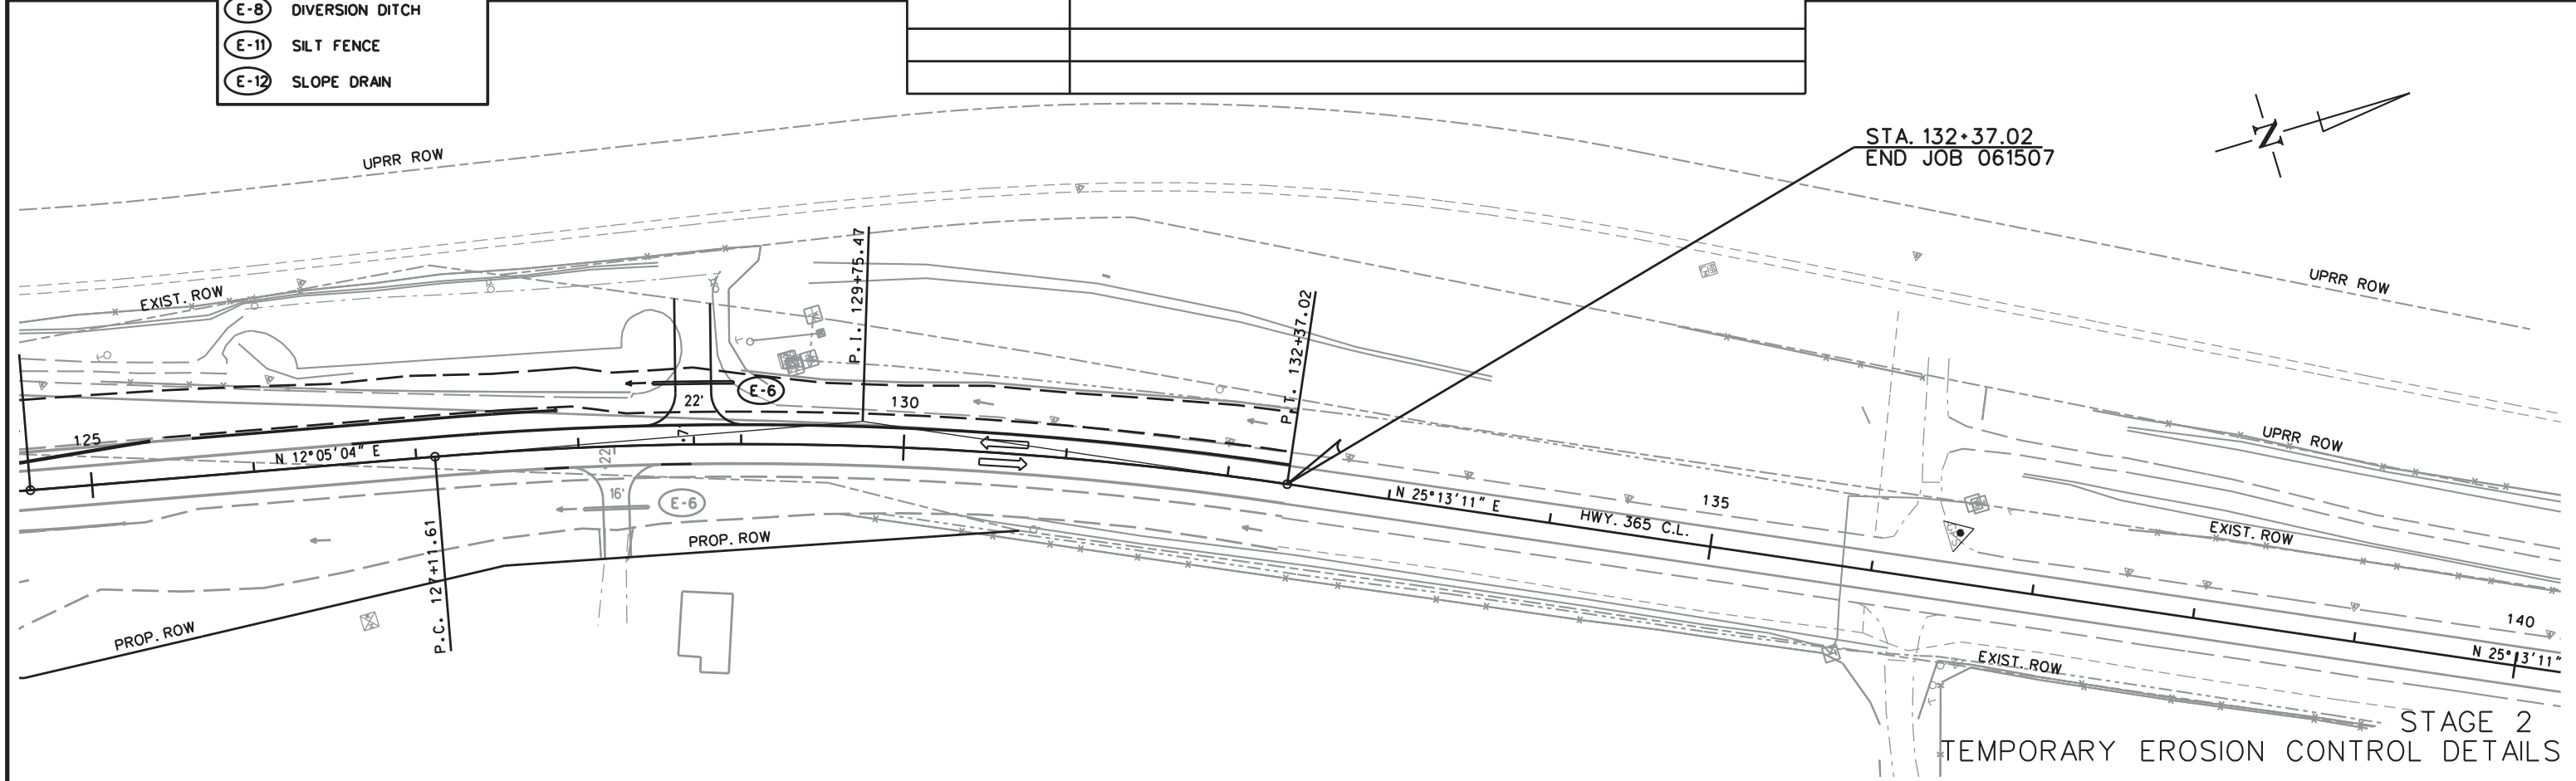 E-8 DIVERSION DITCH
E-11 SILT FENCE
E-12 SLOPE DRAIN
STA. 132+37.02
END JOB 061507
N
UPRR ROW
EXIST. ROW
P.I. 129+75.47
P.T. 132+37.02
UPRR ROW
E-6
22'
130
125
N 12°05'04" E
22'
16'
E-6
N 25°13'11" E
135
HWY. 365 C.L.
UPRR ROW
EXIST. ROW
P.C. 127+11.61
PROP. ROW
PROP. ROW
140
N 25°13'11"
EXIST. ROW
STAGE 2
TEMPORARY EROSION CONTROL DETAILS